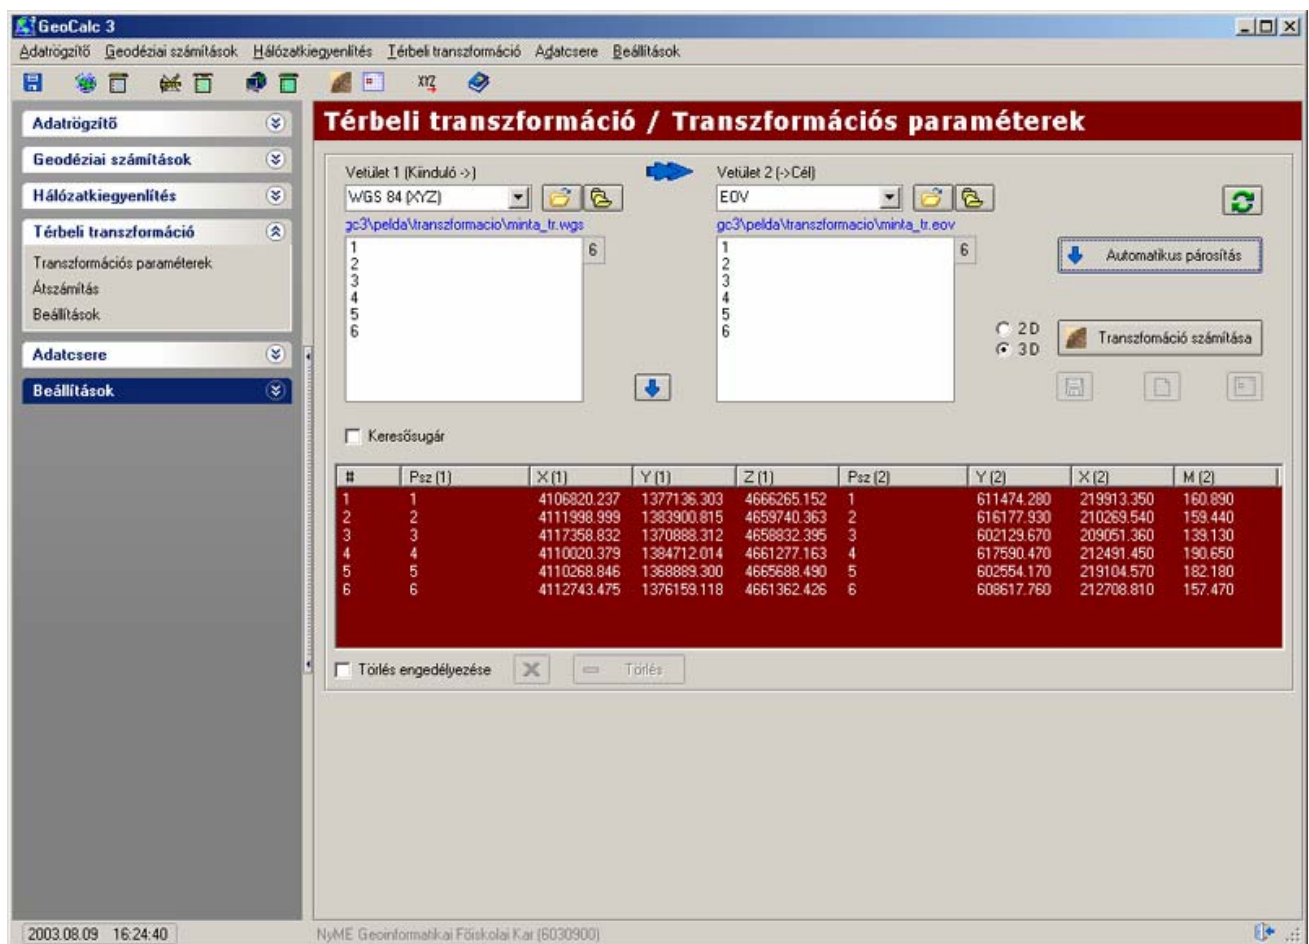 GeoCalc 3
Adatrögzítő Geodéziai számítások Hálózatkiegyenlítés Térbeli transzformáció Adatcsere Beállítások
XYZ
Adatrögzítő
Geodéziai számítások
Hálózatkiegyenlítés
Térbeli transzformáció
Transzformációs paraméterek
Átszámítás
Beállítások
Adatcsere
Beállítások
Térbeli transzformáció / Transzformációs paraméterek
Vetület 1 (Kiinduló ->)
WGS 84 (XYZ)
gc3\pelda\transzformacio\minta_tr.wgs
1
2
3
4
5
6
6
Vetület 2 (->Cél)
EOV
gc3\pelda\transzformacio\minta_tr.eov
1
2
3
4
5
6
6
Automatikus párosítás
2D
3D
Transzfomáció számítása
Keresősugár
# Psz (1) X (1) Y (1) Z (1) Psz (2) Y (2) X (2) M (2)
1 1 4106820.237 1377136.303 4666265.152 1 611474.280 219913.350 160.890
2 2 4111998.999 1383900.815 4659740.363 2 616177.930 210269.540 159.440
3 3 4117358.832 1370888.312 4658832.395 3 602129.670 209051.360 139.130
4 4 4110020.379 1384712.014 4661277.163 4 617590.470 212491.450 190.650
5 5 4110268.846 1368889.300 4665688.490 5 602554.170 219104.570 182.180
6 6 4112743.475 1376159.118 4661362.426 6 608617.760 212708.810 157.470
Törlés engedélyezése
Törlés
2003.08.09 16:24:40
NyME Geoinformatikai Főiskolai Kar (6030900)